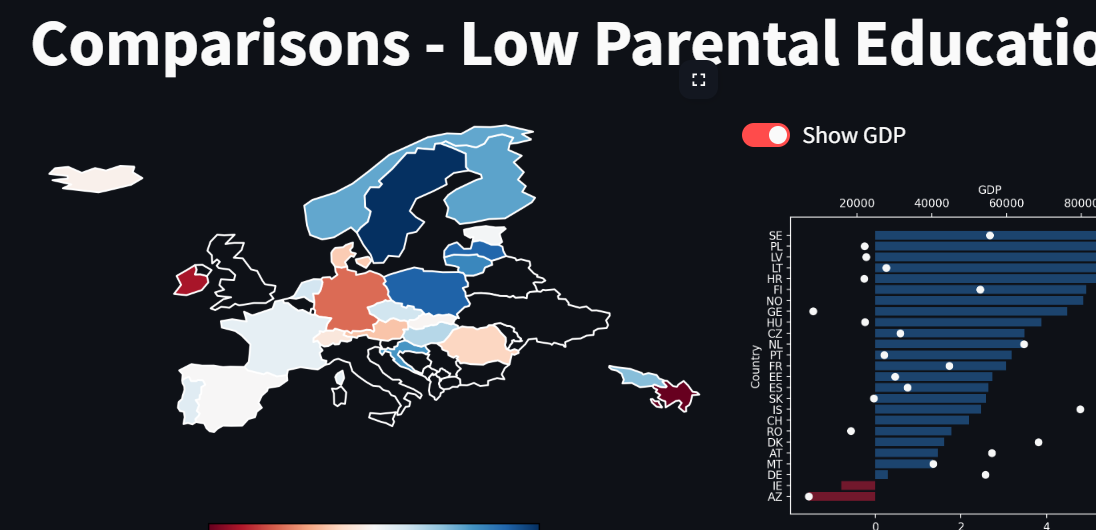 Comparisons - Low Parental Educatio
Show GDP
GDP
20000 40000 60000 80000
Country
SE
PL
LV
LT
HR
FI
NO
GE
HU
CZ
NL
PT
FR
EE
ES
SK
IS
CH
RO
DK
AT
MT
DE
IE
AZ
0 2 4